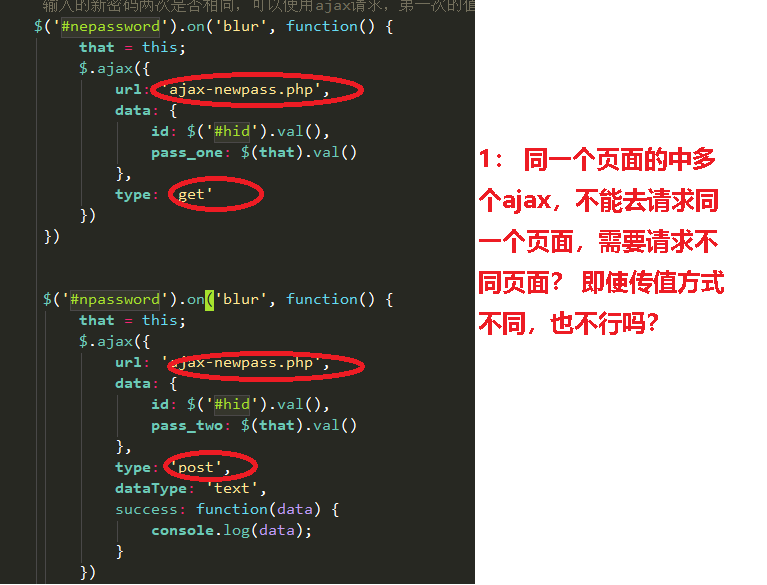 输入的新密码两次是否相同，可以使用ajax请求，第一次的值
$('#nepassword').on('blur', function() {
that = this;
$.ajax({
url: 'ajax-newpass.php',
data: {
id: $('#hid').val(),
pass_one: $(that).val()
},
type: 'get'
})
})
$('#npassword').on('blur', function() {
that = this;
$.ajax({
url: 'ajax-newpass.php',
data: {
id: $('#hid').val(),
pass_two: $(that).val()
},
type: 'post',
dataType: 'text',
success: function(data) {
console.log(data);
}
})
1： 同一个页面的中多
个ajax，不能去请求同
一个页面，需要请求不
同页面？ 即使传值方式
不同，也不行吗？